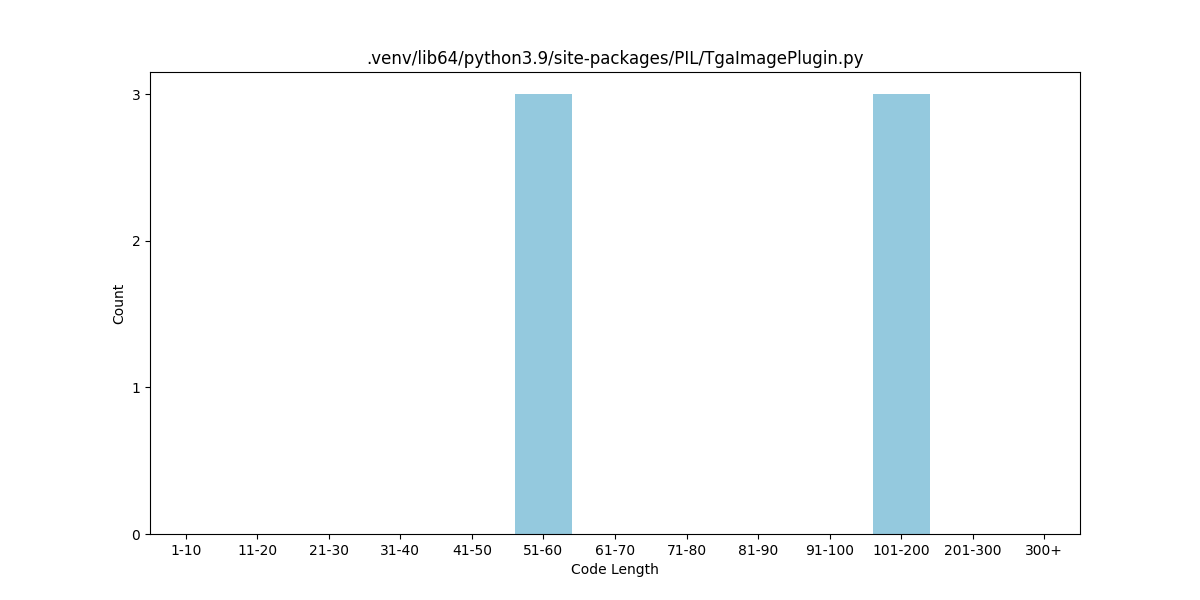 .venv/lib64/python3.9/site-packages/PIL/TgaImagePlugin.py
Count
3
2
1
0
1-10 11-20 21-30 31-40 41-50 51-60 61-70 71-80 81-90 91-100 101-200 201-300 300+
Code Length